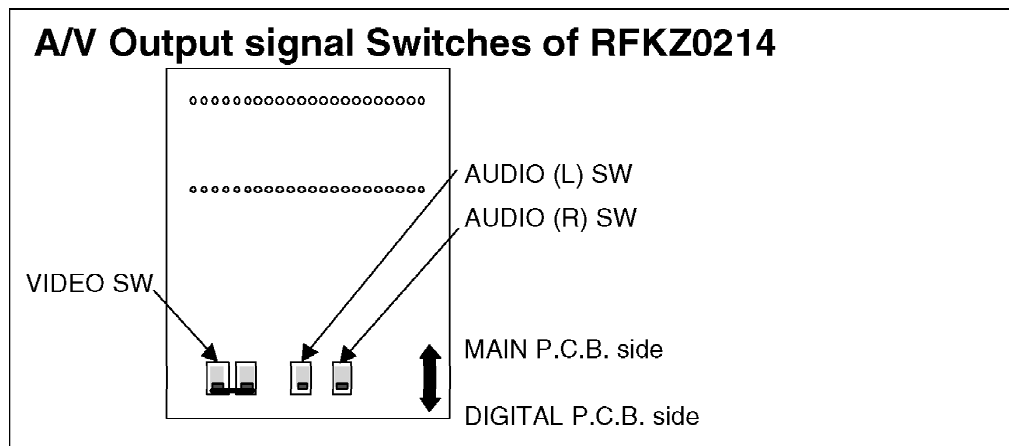 A/V Output signal Switches of RFKZ0214
AUDIO (L) SW
AUDIO (R) SW
VIDEO SW
MAIN P.C.B. side
DIGITAL P.C.B. side